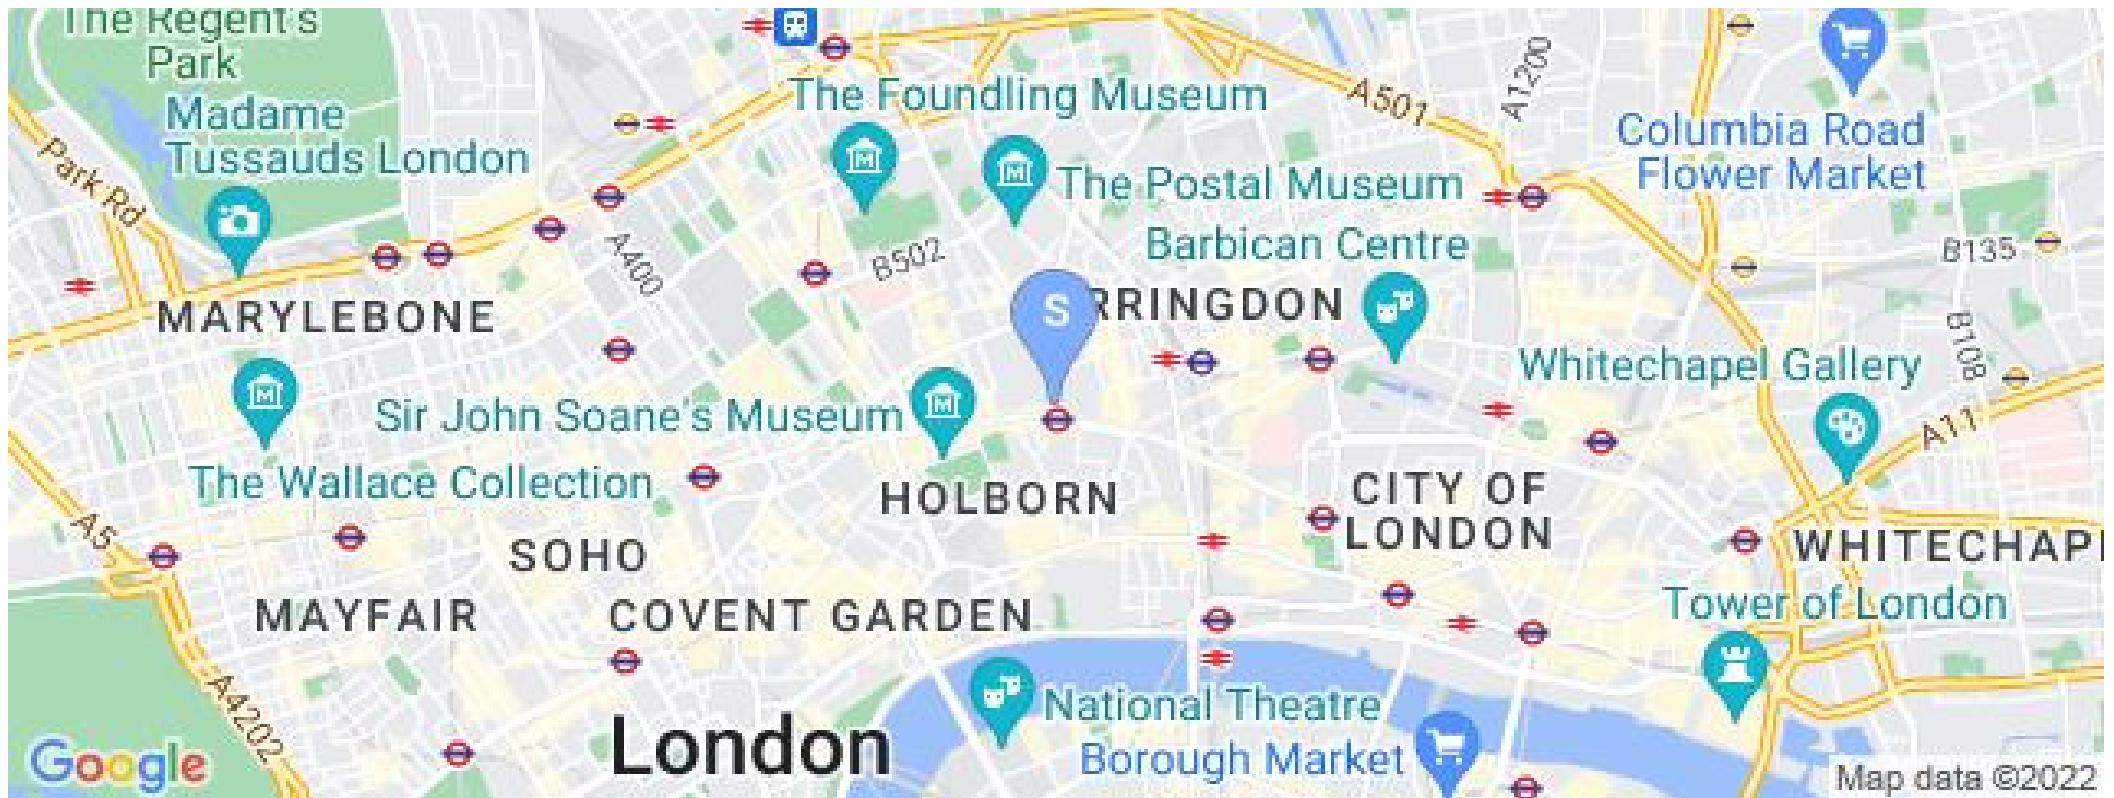 The Regent's
Park
Madame
Tussauds London
The Foundling Museum
A501
A1200
Columbia Road
Flower Market
Park Rd
The Postal Museum
Barbican Centre
A400
B502
B135
MARYLEBONE
S
RRINGDON
B108
Whitechapel Gallery
Sir John Soane's Museum
A11
The Wallace Collection
HOLBORN
CITY OF
LONDON
A5
SOHO
WHITECHAP
MAYFAIR
COVENT GARDEN
Tower of London
A4202
National Theatre
London
Borough Market
Google
Map data ©2022